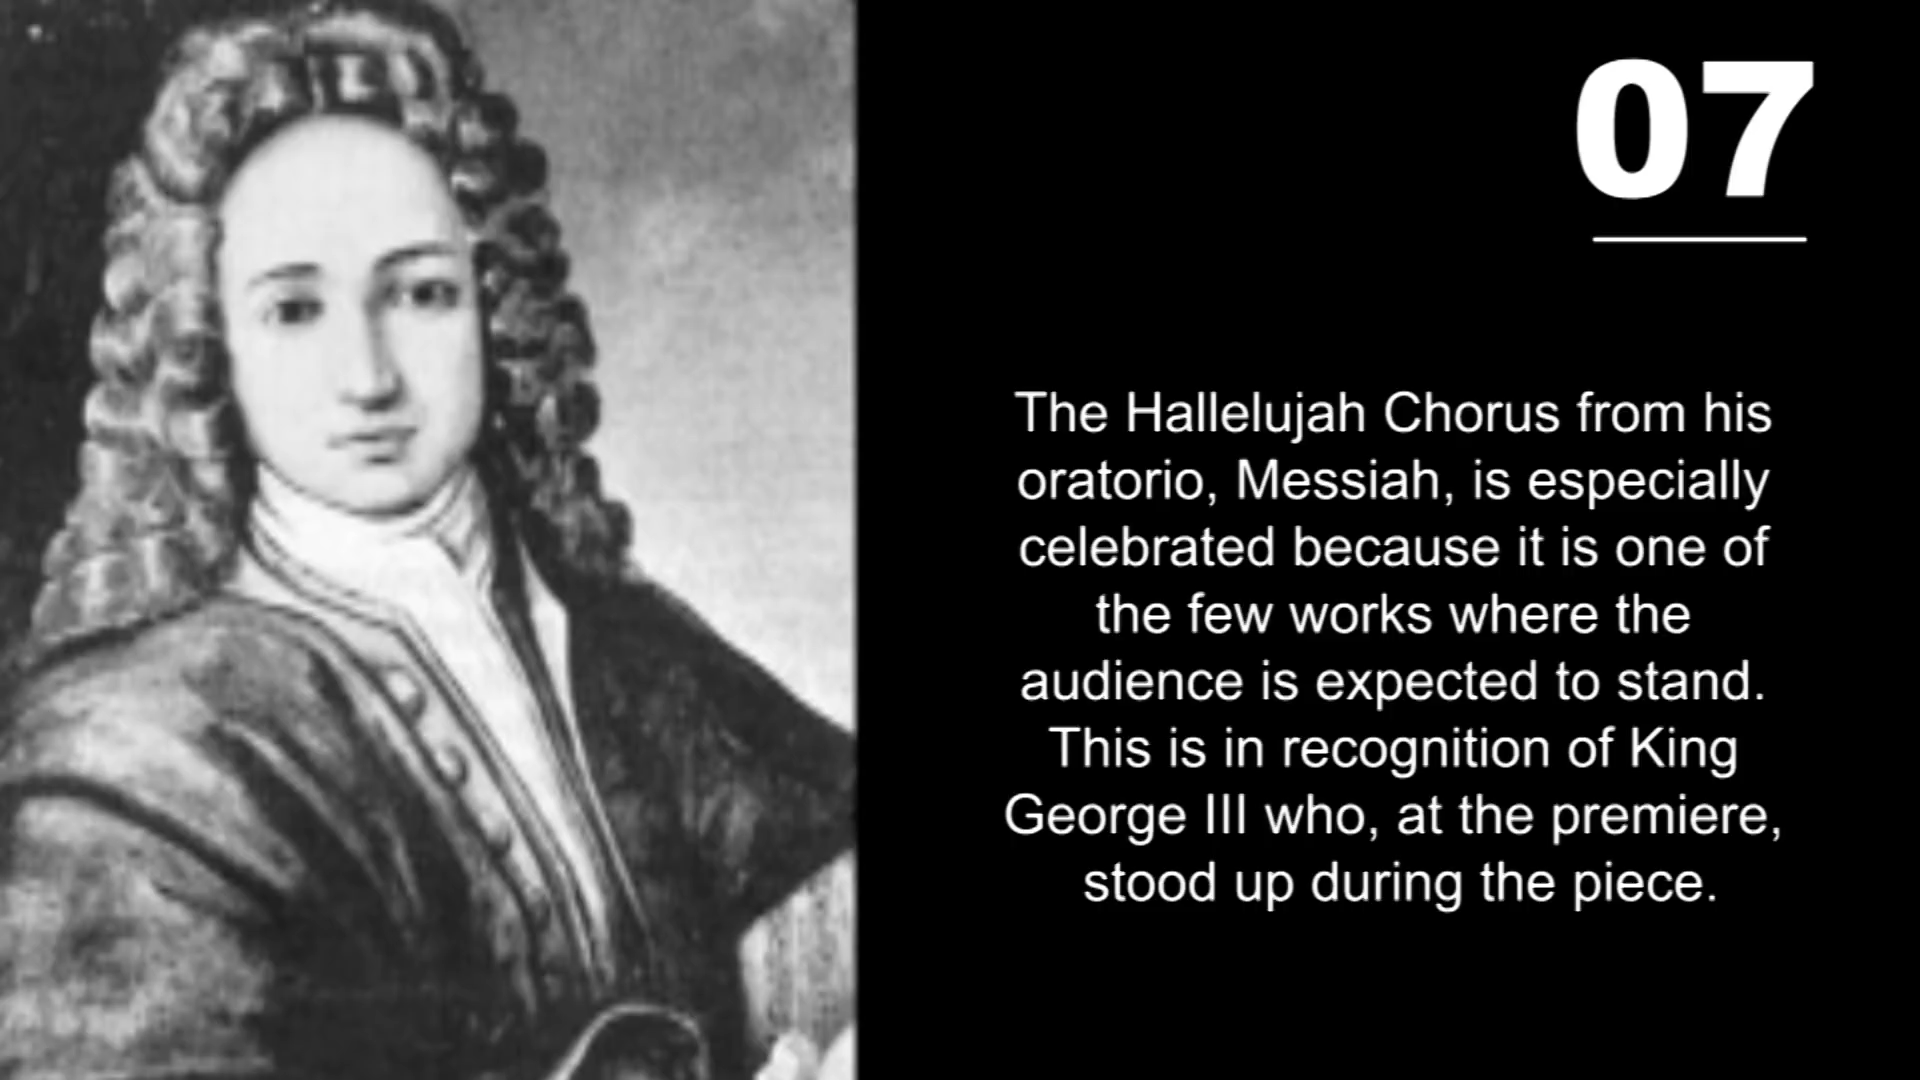 07
The Hallelujah Chorus from his
oratorio, Messiah, is especially
celebrated because it is one of
the few works where the
audience is expected to stand.
This is in recognition of King
George III who, at the premiere,
stood up during the piece.